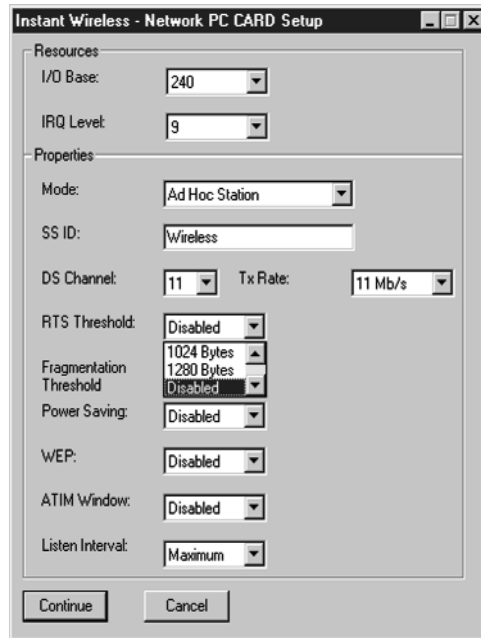 Instant Wireless - Network PC CARD Setup
Resources
I/O Base: 240
IRQ Level: 9
Properties
Mode: Ad Hoc Station
SS ID: Wireless
DS Channel: 11 Tx Rate: 11 Mb/s
RTS Threshold: Disabled
1024 Bytes
1280 Bytes
Disabled
Fragmentation
Threshold
Power Saving: Disabled
WEP: Disabled
ATIM Window: Disabled
Listen Interval: Maximum
Continue Cancel